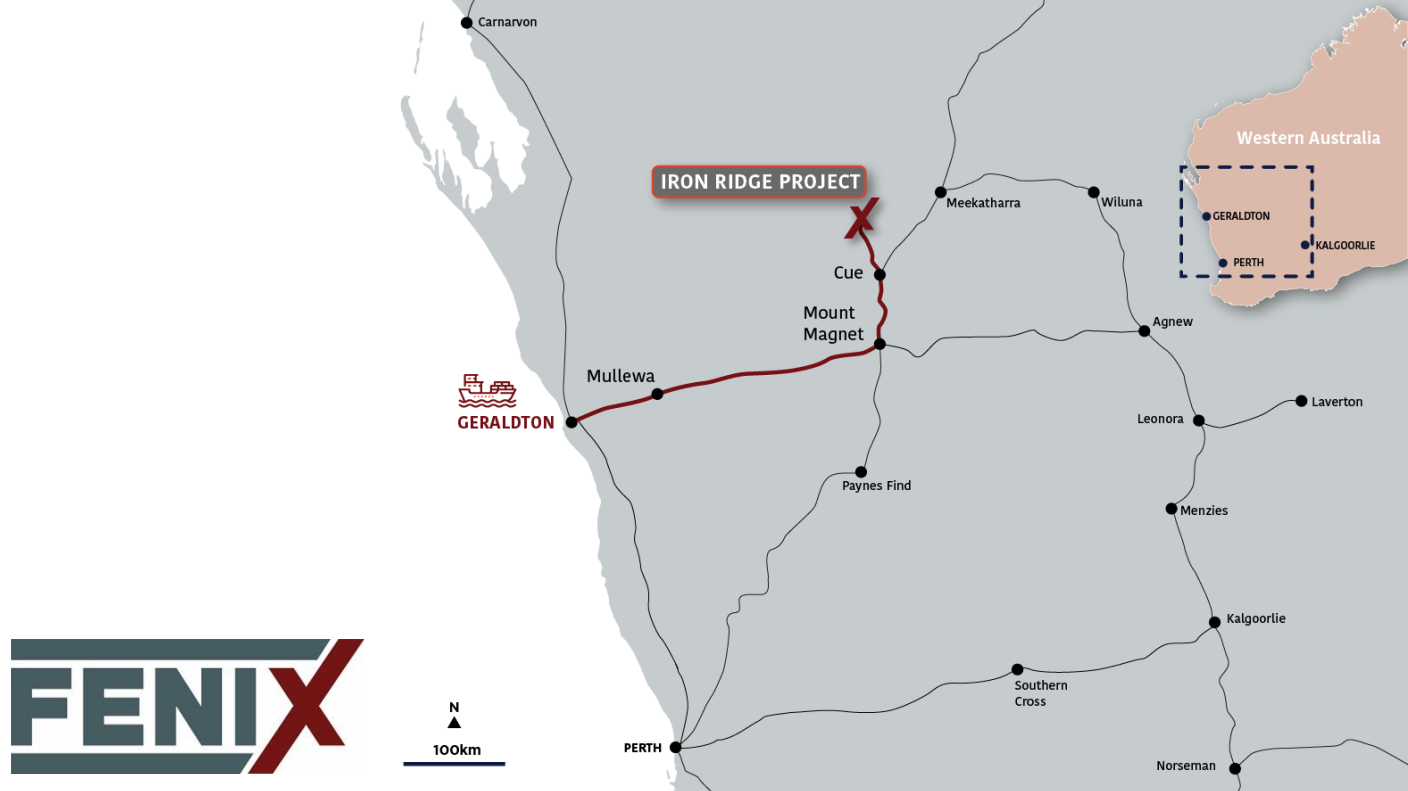 Carnarvon
Western Australia
IRON RIDGE PROJECT
X
Meekatharra
Wiluna
GERALDTON
KALGOORLIE
PERTH
Cue
Mount
Magnet
Agnew
Mullewa
Laverton
GERALDTON
Leonora
Paynes Find
Menzies
Kalgoorlie
Southern
Cross
FENIX
N
100km
PERTH
Norseman